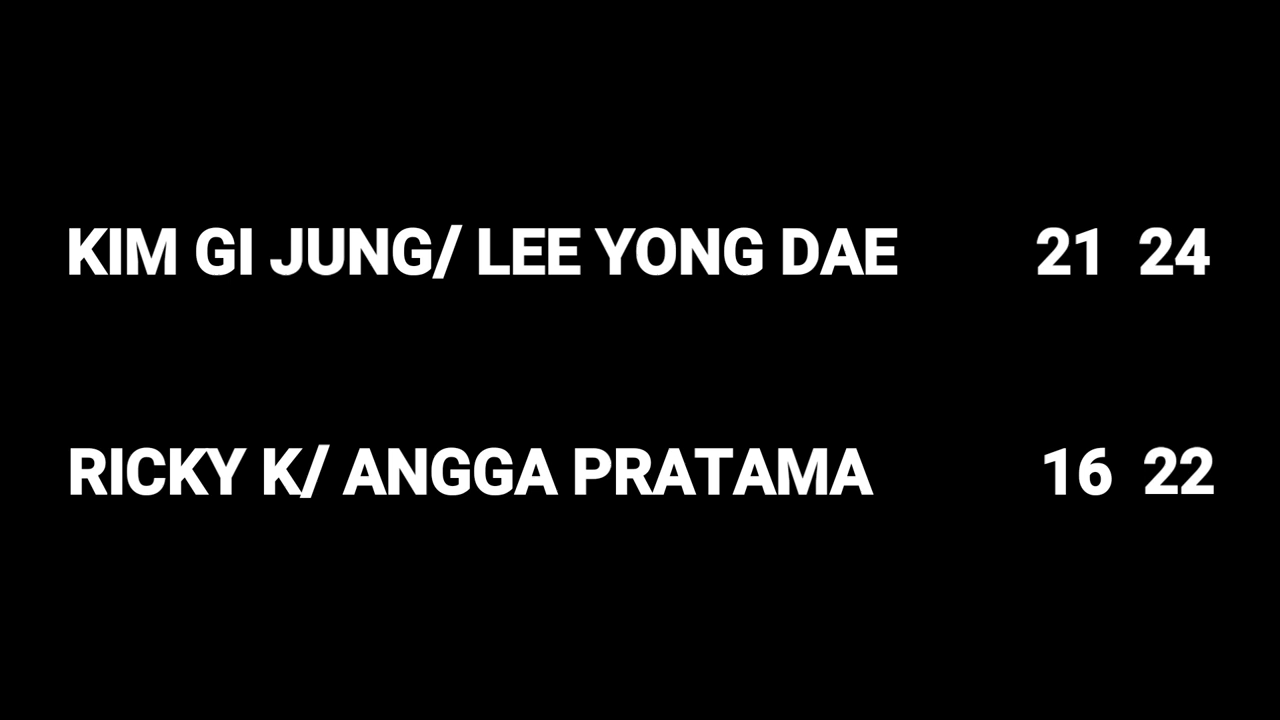 KIM GI JUNG/ LEE YONG DAE 21 24
RICKY K/ ANGGA PRATAMA 16 22